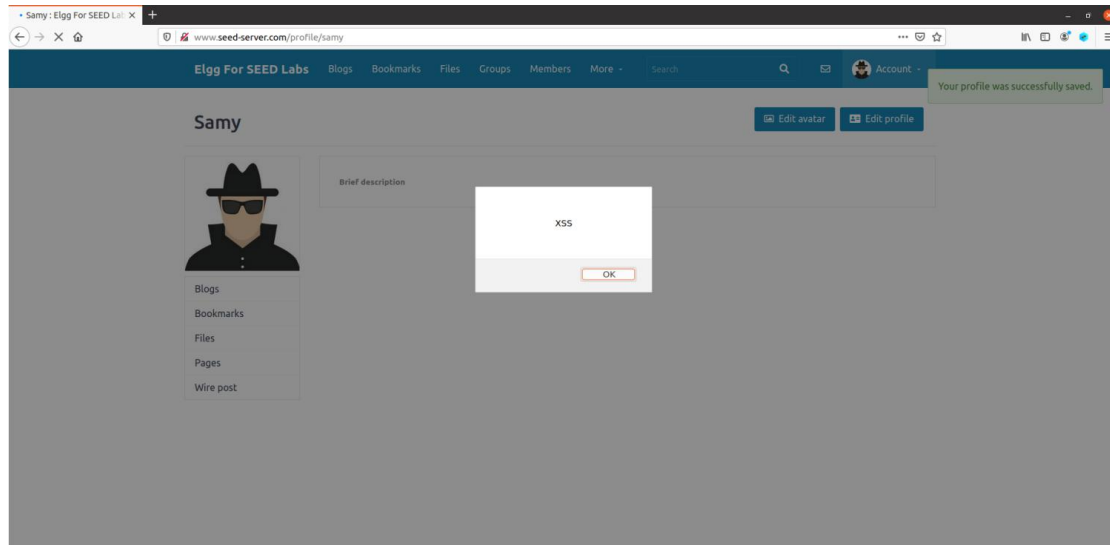 Samy : Elgg For SEED Lab
www.seed-server.com/profile/samy
Elgg For SEED Labs Blogs Bookmarks Files Groups Members More Search Account
Your profile was successfully saved.
Samy
Edit avatar Edit profile
Brief description
xss
OK
Blogs
Bookmarks
Files
Pages
Wire post